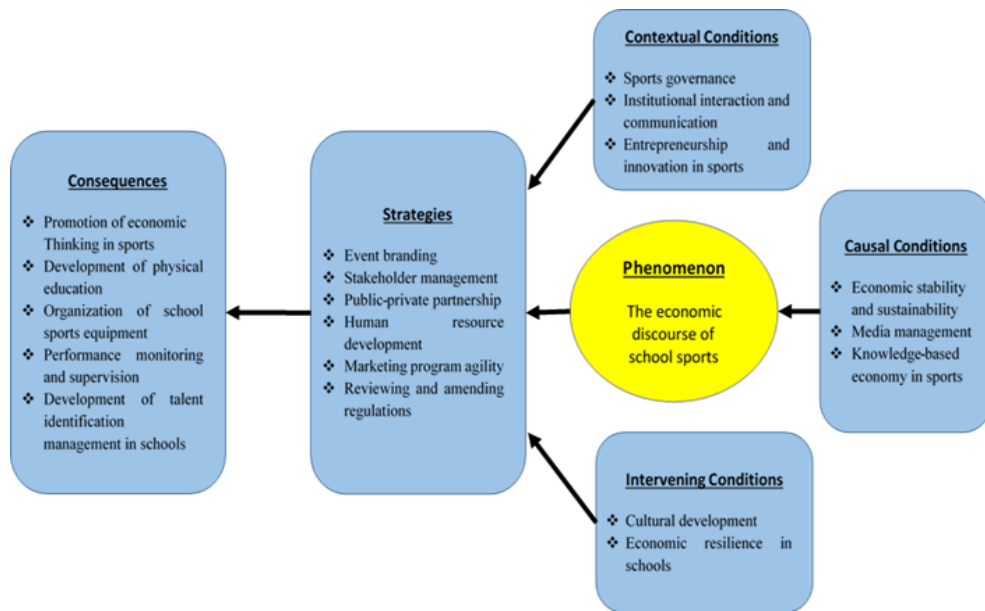 Contextual Conditions
❖ Sports governance
❖ Institutional interaction and
communication
❖ Entrepreneurship and
innovation in sports
Consequences
❖ Promotion of economic
Thinking in sports
❖ Development of physical
education
❖ Organization of school
sports equipment
❖ Performance monitoring
and supervision
❖ Development of talent
identification
management in schools
Strategies
❖ Event branding
❖ Stakeholder management
❖ Public-private partnership
❖ Human resource
development
❖ Marketing program agility
❖ Reviewing and amending
regulations
Phenomenon
The economic
discourse of
school sports
Causal Conditions
❖ Economic stability
and sustainability
❖ Media management
❖ Knowledge-based
economy in sports
Intervening Conditions
❖ Cultural development
❖ Economic resilience in
schools